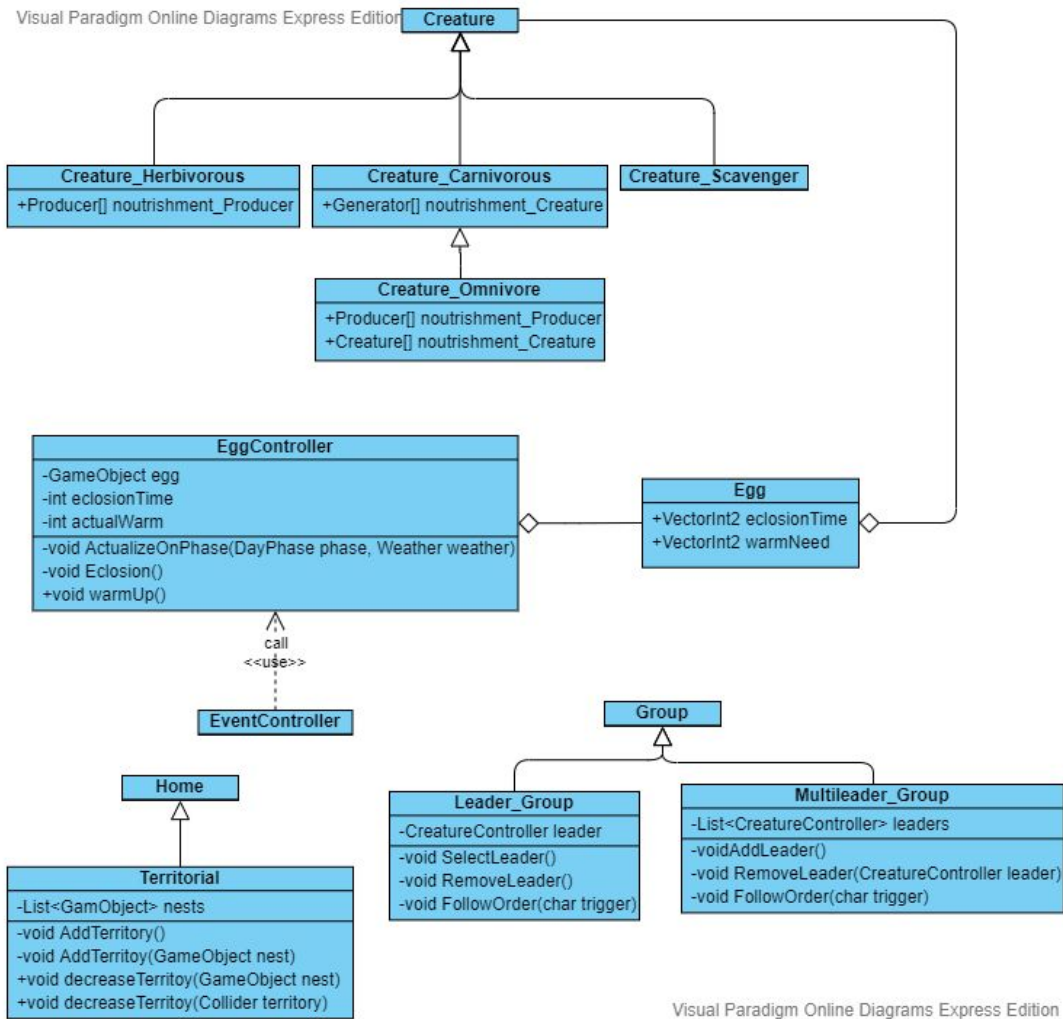 Visual Paradigm Online Diagrams Express Edition
Creature
Creature_Herbivorous
+Producer[] noutrishment_Producer
Creature_Carnivorous
+Generator[] noutrishment_Creature
Creature_Scavenger
Creature_Omnivore
+Producer[] noutrishment_Producer
+Creature[] noutrishment_Creature
EggController
-GameObject egg
-int eclosionTime
-int actualWarm
-void ActualizeOnPhase(DayPhase phase, Weather weather)
-void Eclosion()
+void warmUp()
Egg
+VectorInt2 eclosionTime
+VectorInt2 warmNeed
call
<<use>>
EventController
Group
Home
Leader_Group
-CreatureController leader
-void SelectLeader()
-void RemoveLeader()
-void FollowOrder(char trigger)
Multileader_Group
-List<CreatureController> leaders
-voidAddLeader()
-void RemoveLeader(CreatureController leader)
-void FollowOrder(char trigger)
Territorial
-List<GamObject> nests
-void AddTerritory()
-void AddTerritoy(GameObject nest)
+void decreaseTerritoy(GameObject nest)
+void decreaseTerritoy(Collider territory)
Visual Paradigm Online Diagrams Express Edition